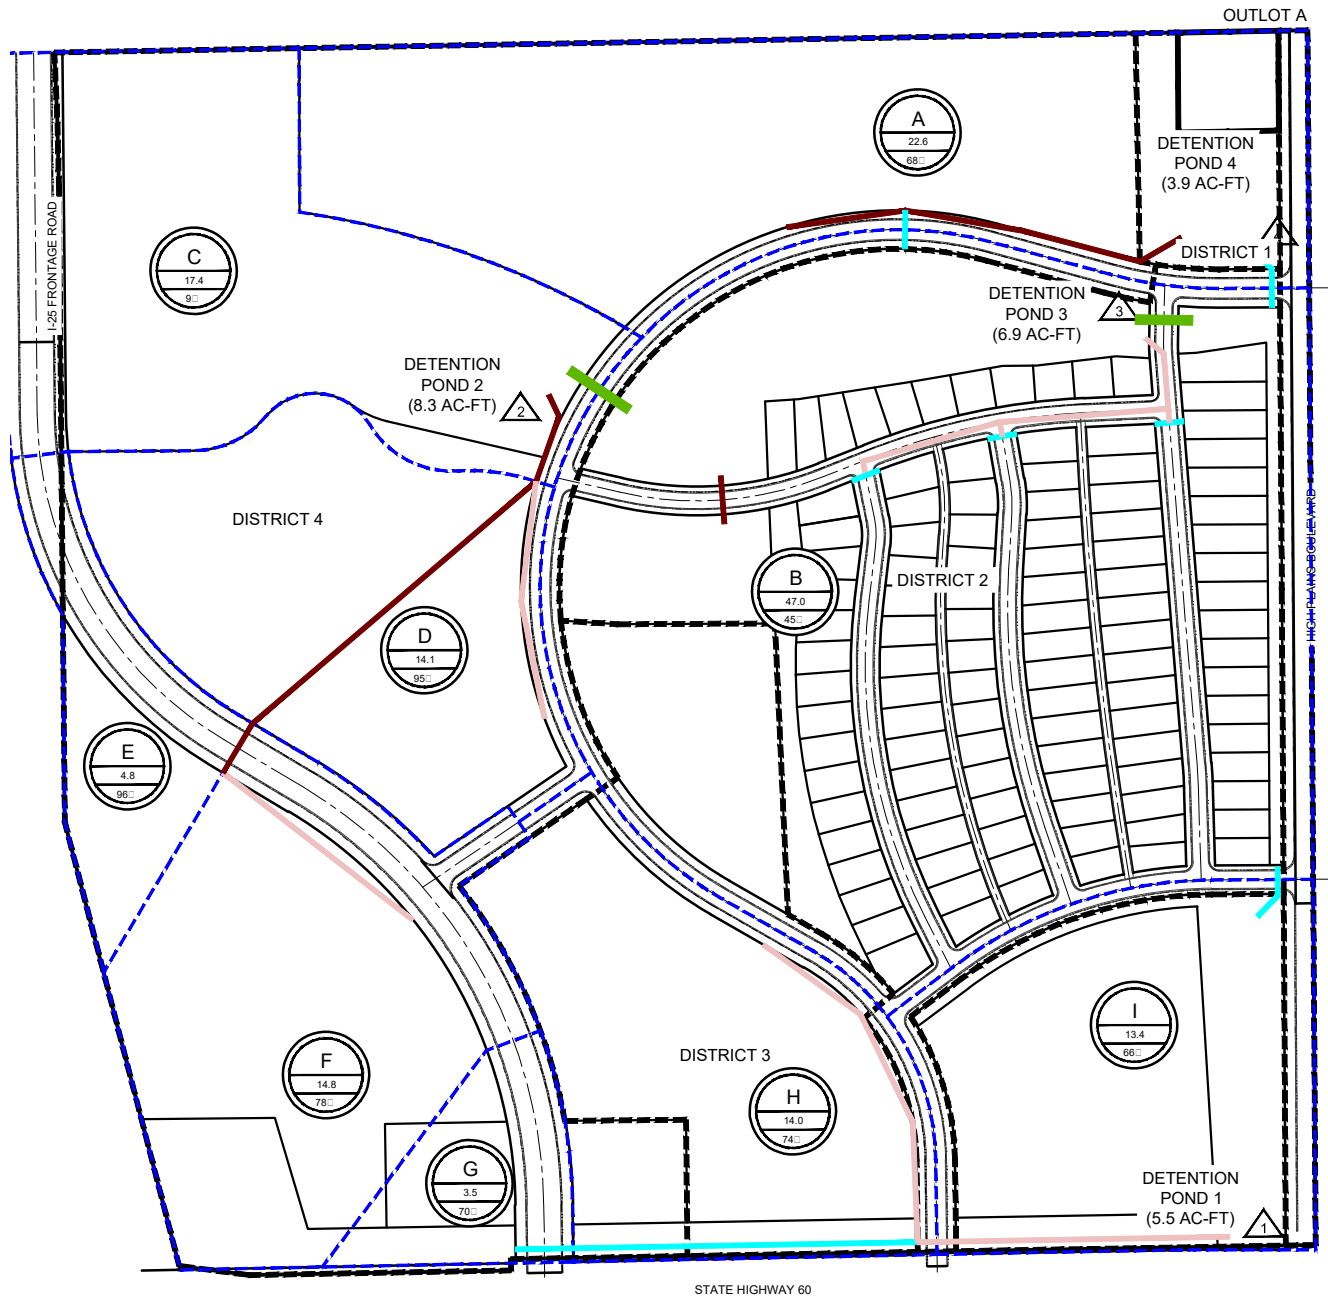 OUTLOT A
A
22.6
68
DETENTION
POND 4
(3.9 AC-FT)
4
DISTRICT 1
I-25 FRONTAGE ROAD
C
17.4
9
DETENTION
POND 3
(6.9 AC-FT)
3
DETENTION
POND 2
(8.3 AC-FT)
2
DISTRICT 4
HIGH PLAINS BOULEVARD
B
47.0
45
DISTRICT 2
D
14.1
95
E
4.8
96
I
13.4
66
DISTRICT 3
F
14.8
78
H
14.0
74
G
3.5
70
DETENTION
POND 1
(5.5 AC-FT)
1
STATE HIGHWAY 60